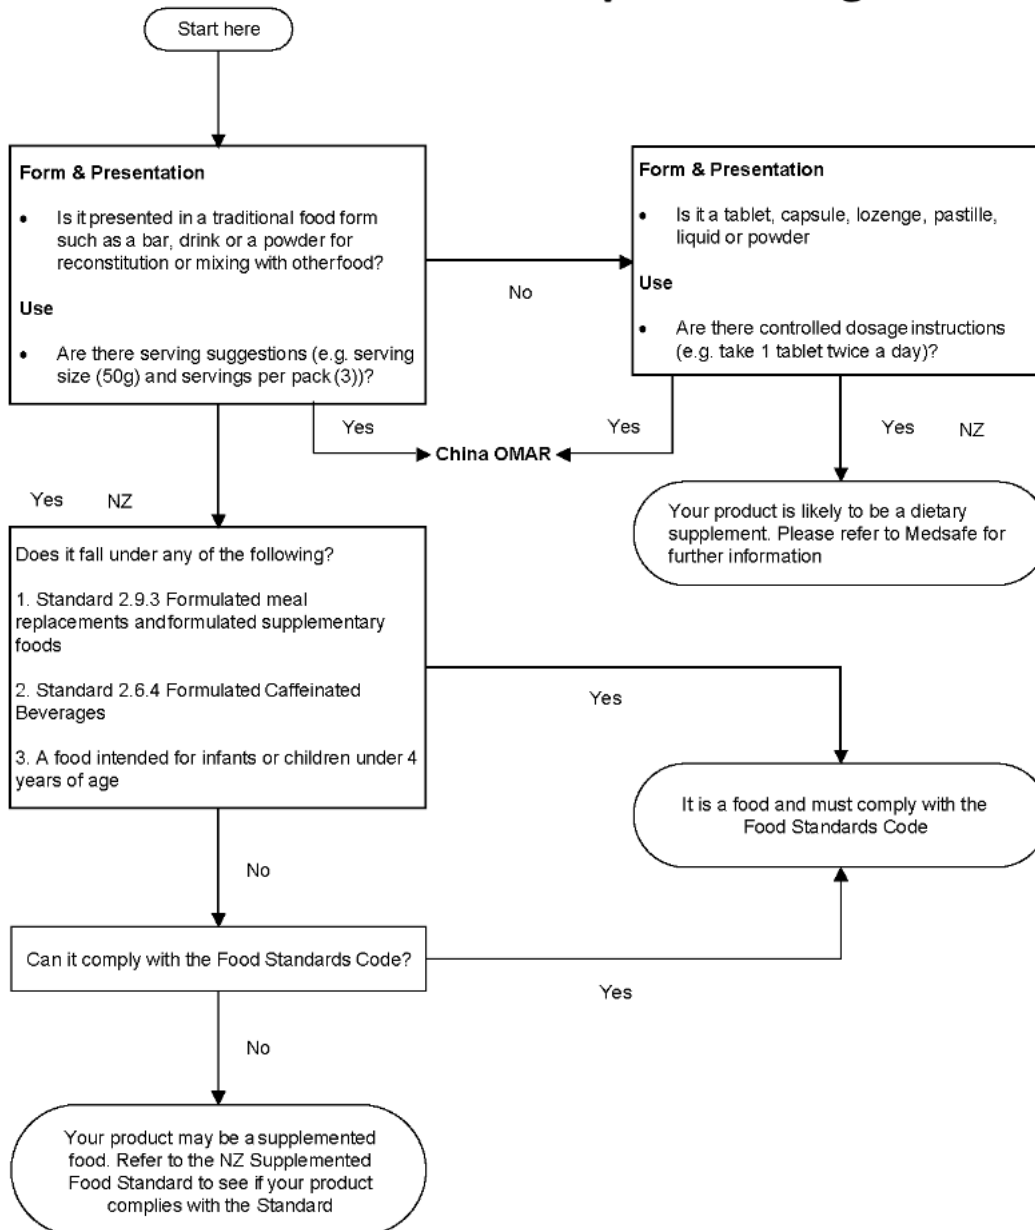 Start here
Form & Presentation
• Is it presented in a traditional food form
such as a bar, drink or a powder for
reconstitution or mixing with other food?
Use
• Are there serving suggestions (e.g. serving
size (50g) and servings per pack (3))?
No
Form & Presentation
• Is it a tablet, capsule, lozenge, pastille,
liquid or powder
Use
• Are there controlled dosage instructions
(e.g. take 1 tablet twice a day)?
Yes
China OMAR
Yes
Yes NZ
Your product is likely to be a dietary
supplement. Please refer to Medsafe for
further information
Yes NZ
Does it fall under any of the following?
1. Standard 2.9.3 Formulated meal
replacements and formulated supplementary
foods
2. Standard 2.6.4 Formulated Caffeinated
Beverages
3. A food intended for infants or children under 4
years of age
Yes
It is a food and must comply with the
Food Standards Code
No
Can it comply with the Food Standards Code?
Yes
No
Your product may be a supplemented
food. Refer to the NZ Supplemented
Food Standard to see if your product
complies with the Standard